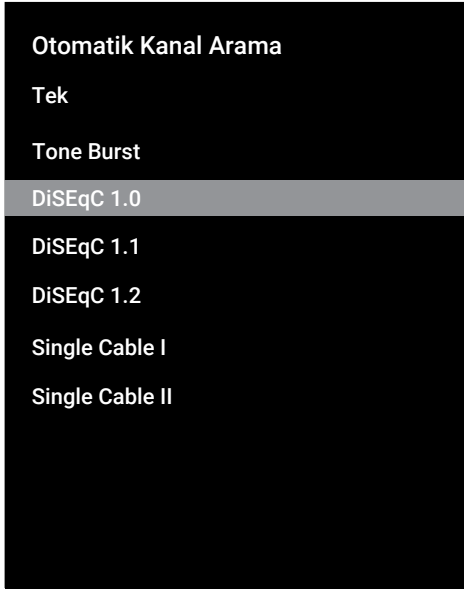 Otomatik Kanal Arama
Tek
Tone Burst
DiSEqC 1.0
DiSEqC 1.1
DiSEqC 1.2
Single Cable I
Single Cable II